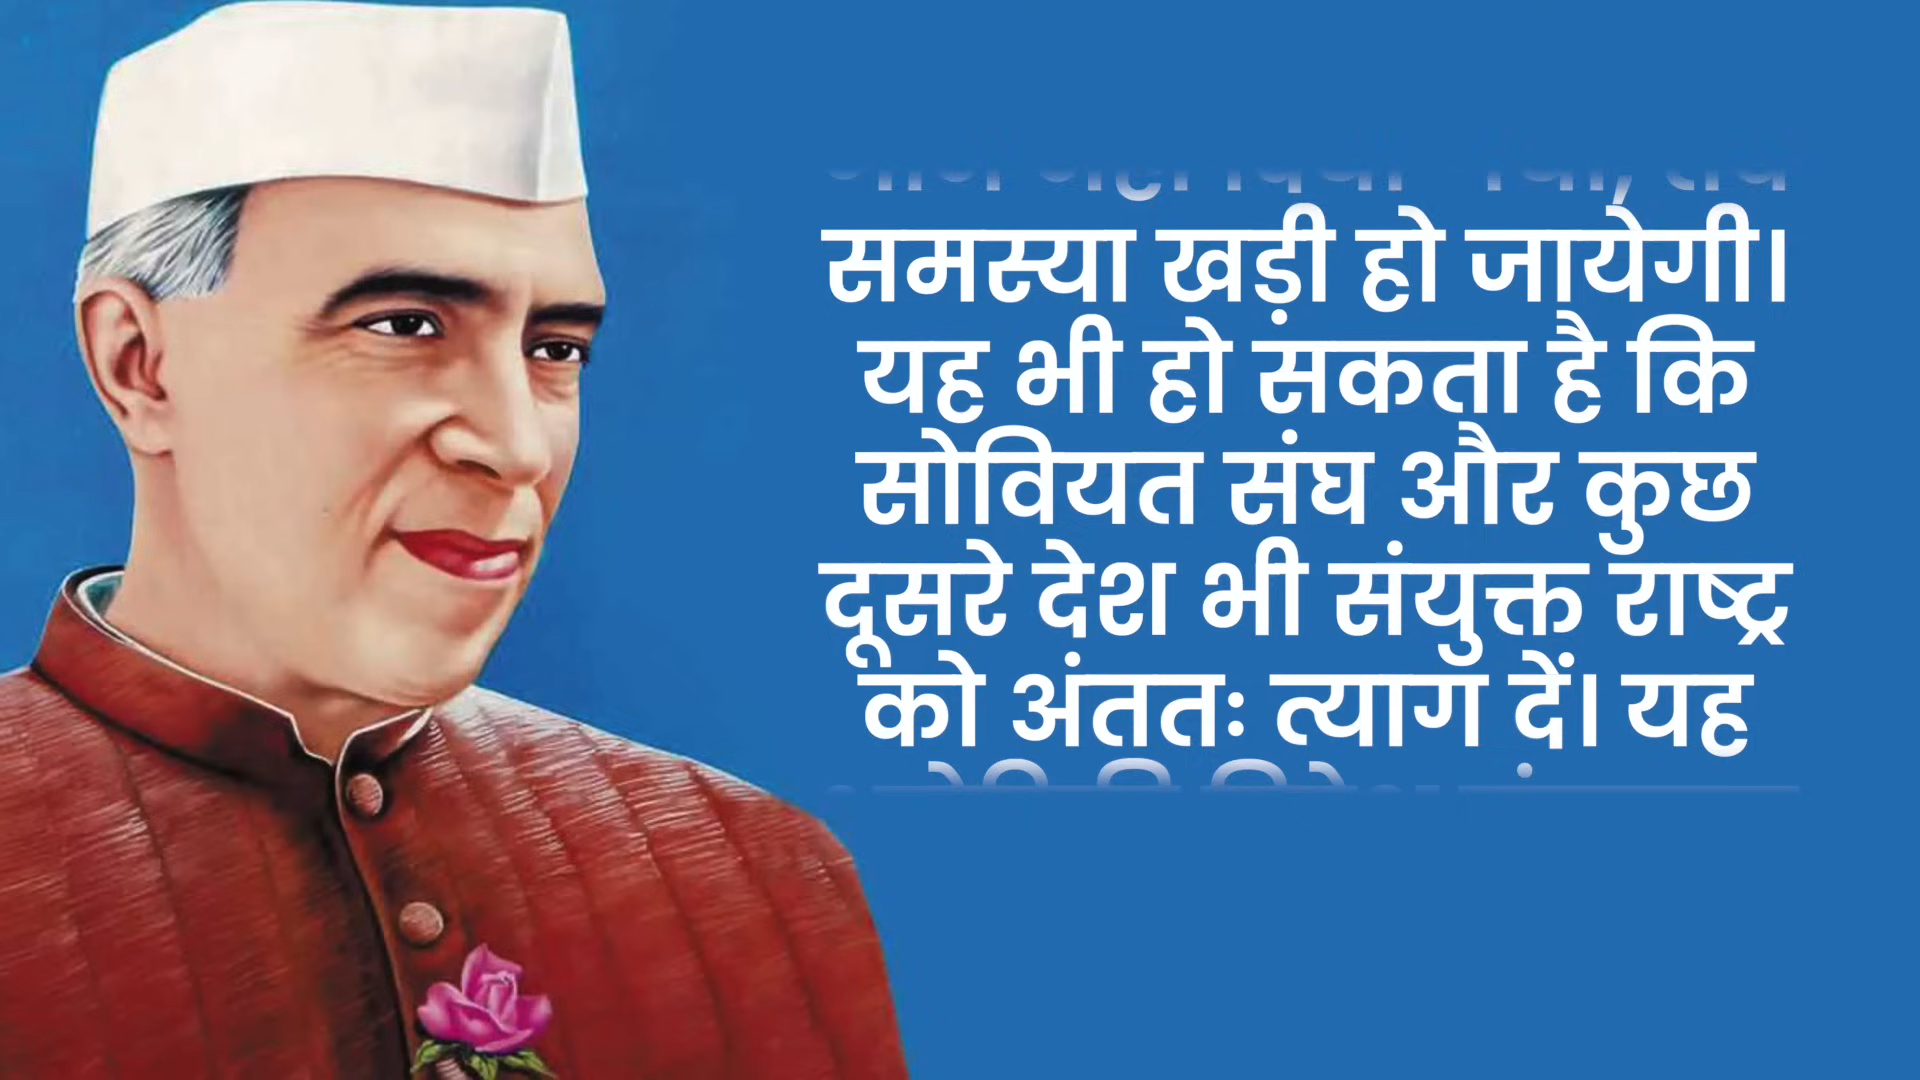 समस्या खड़ी हो जायेगी।
यह भी हो सकता है कि
सोवियत संघ और कुछ
दूसरे देश भी संयुक्त राष्ट्र
को अंततः त्याग दें। यह